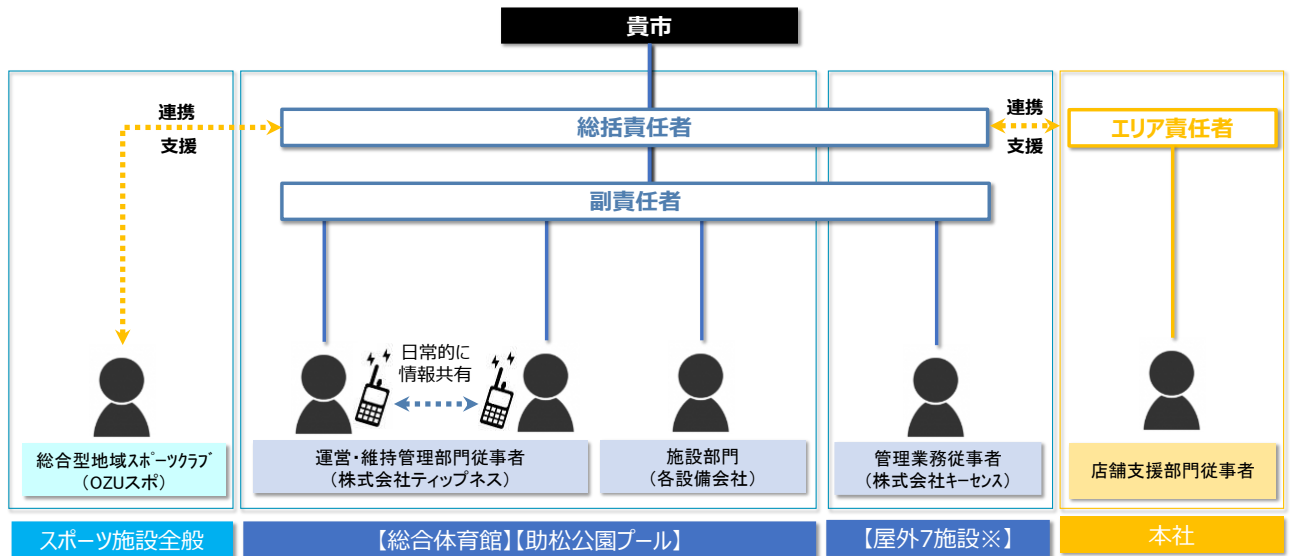 貴市
連携
支援
総括責任者
連携
支援
エリア責任者
副責任者
日常的に
情報共有
総合型地域ｽﾎﾟｰﾂｸﾗﾌﾞ
（OZUスポ）
運営・維持管理部門従事者
（株式会社ティップネス）
施設部門
（各設備会社）
管理業務従事者
（株式会社キーセンス）
店舗支援部門従事者
スポーツ施設全般
【総合体育館】【助松公園プール】
【屋外7施設※】
本社